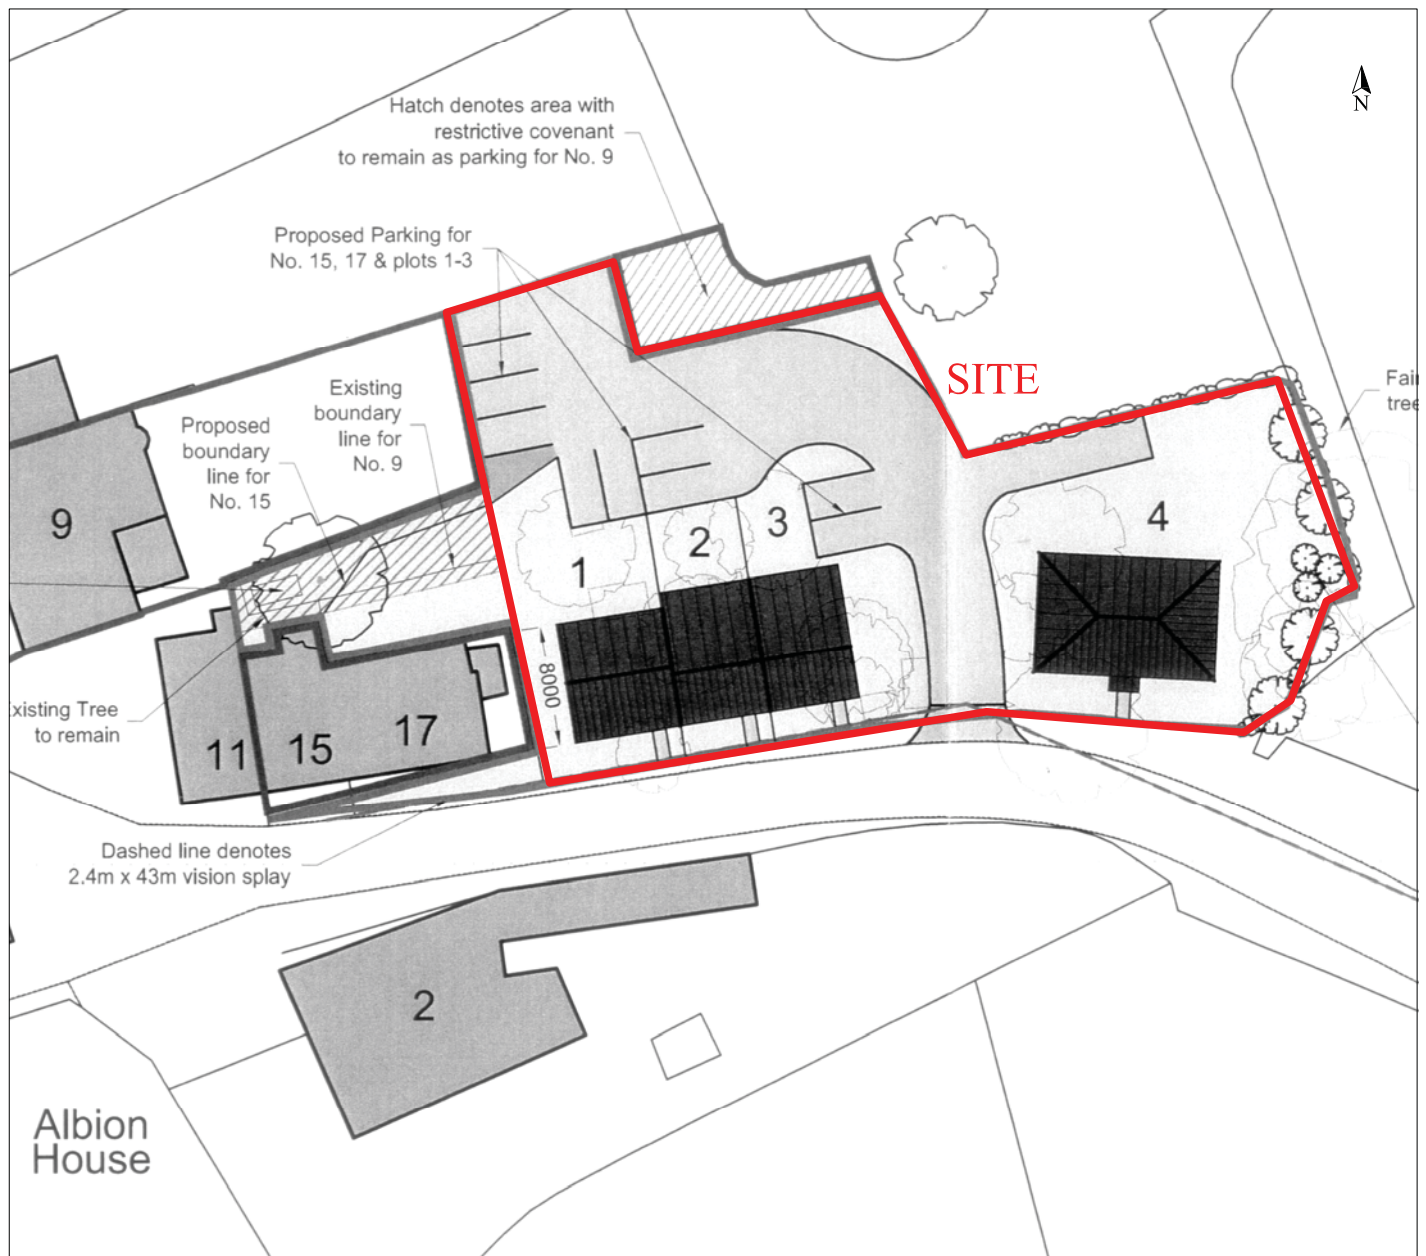 N
Hatch denotes area with
restrictive covenant
to remain as parking for No. 9
Proposed Parking for
No. 15, 17 & plots 1-3
SITE
Existing
boundary
line for
No. 9
Proposed
boundary
line for
No. 15
tree
9
1
2
3
4
8000
Existing Tree
to remain
11
15
17
Dashed line denotes
2.4m x 43m vision splay
2
Albion
House